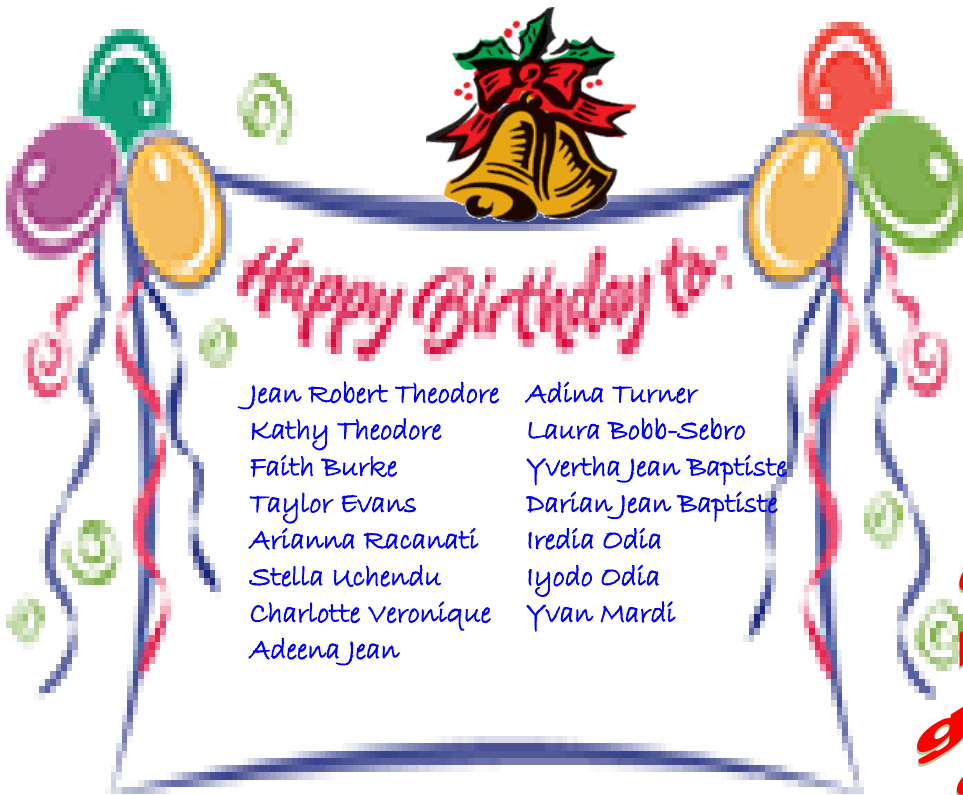 Happy Birthday to:
Jean Robert Theodore
Kathy Theodore
Faith Burke
Taylor Evans
Arianna Racanati
Stella Uchendu
Charlotte Veronique
Adeena Jean
Adina Turner
Laura Bobb-Sebro
Yvertha Jean Baptiste
Darian Jean Baptiste
Iredia Odia
Iyodo Odia
Yvan Mardi